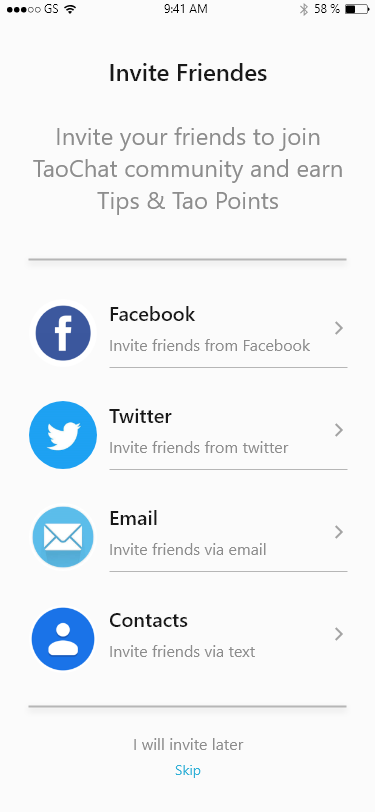 GS 9:41 AM 58 %
Invite Friendes
Invite your friends to join
TaoChat community and earn
Tips & Tao Points
Facebook
Invite friends from Facebook
Twitter
Invite friends from twitter
Email
Invite friends via email
Contacts
Invite friends via text
I will invite later
Skip